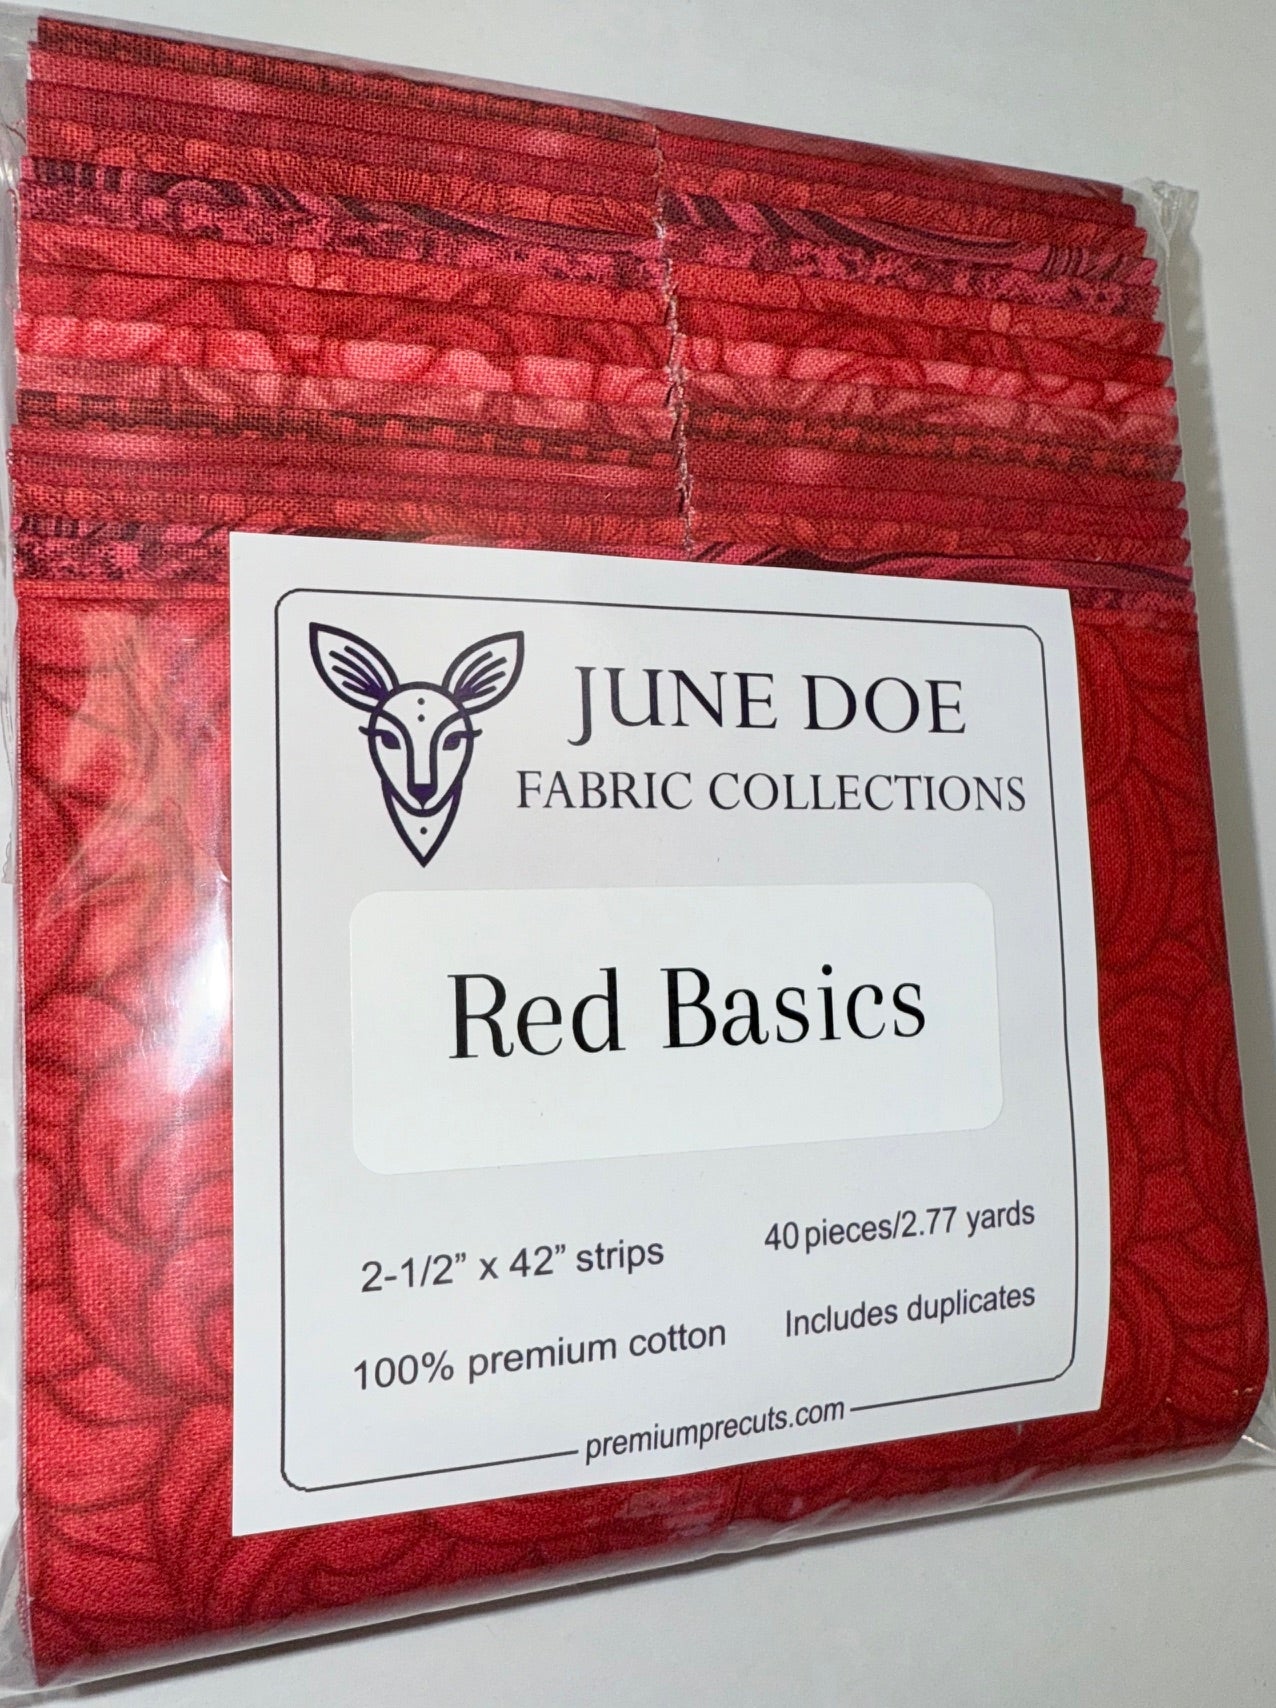 JUNE DOE
FABRIC COLLECTIONS
Red Basics
2-1/2” x 42” strips
40 pieces/2.77 yards
100% premium cotton
Includes duplicates
premiumprecuts.com